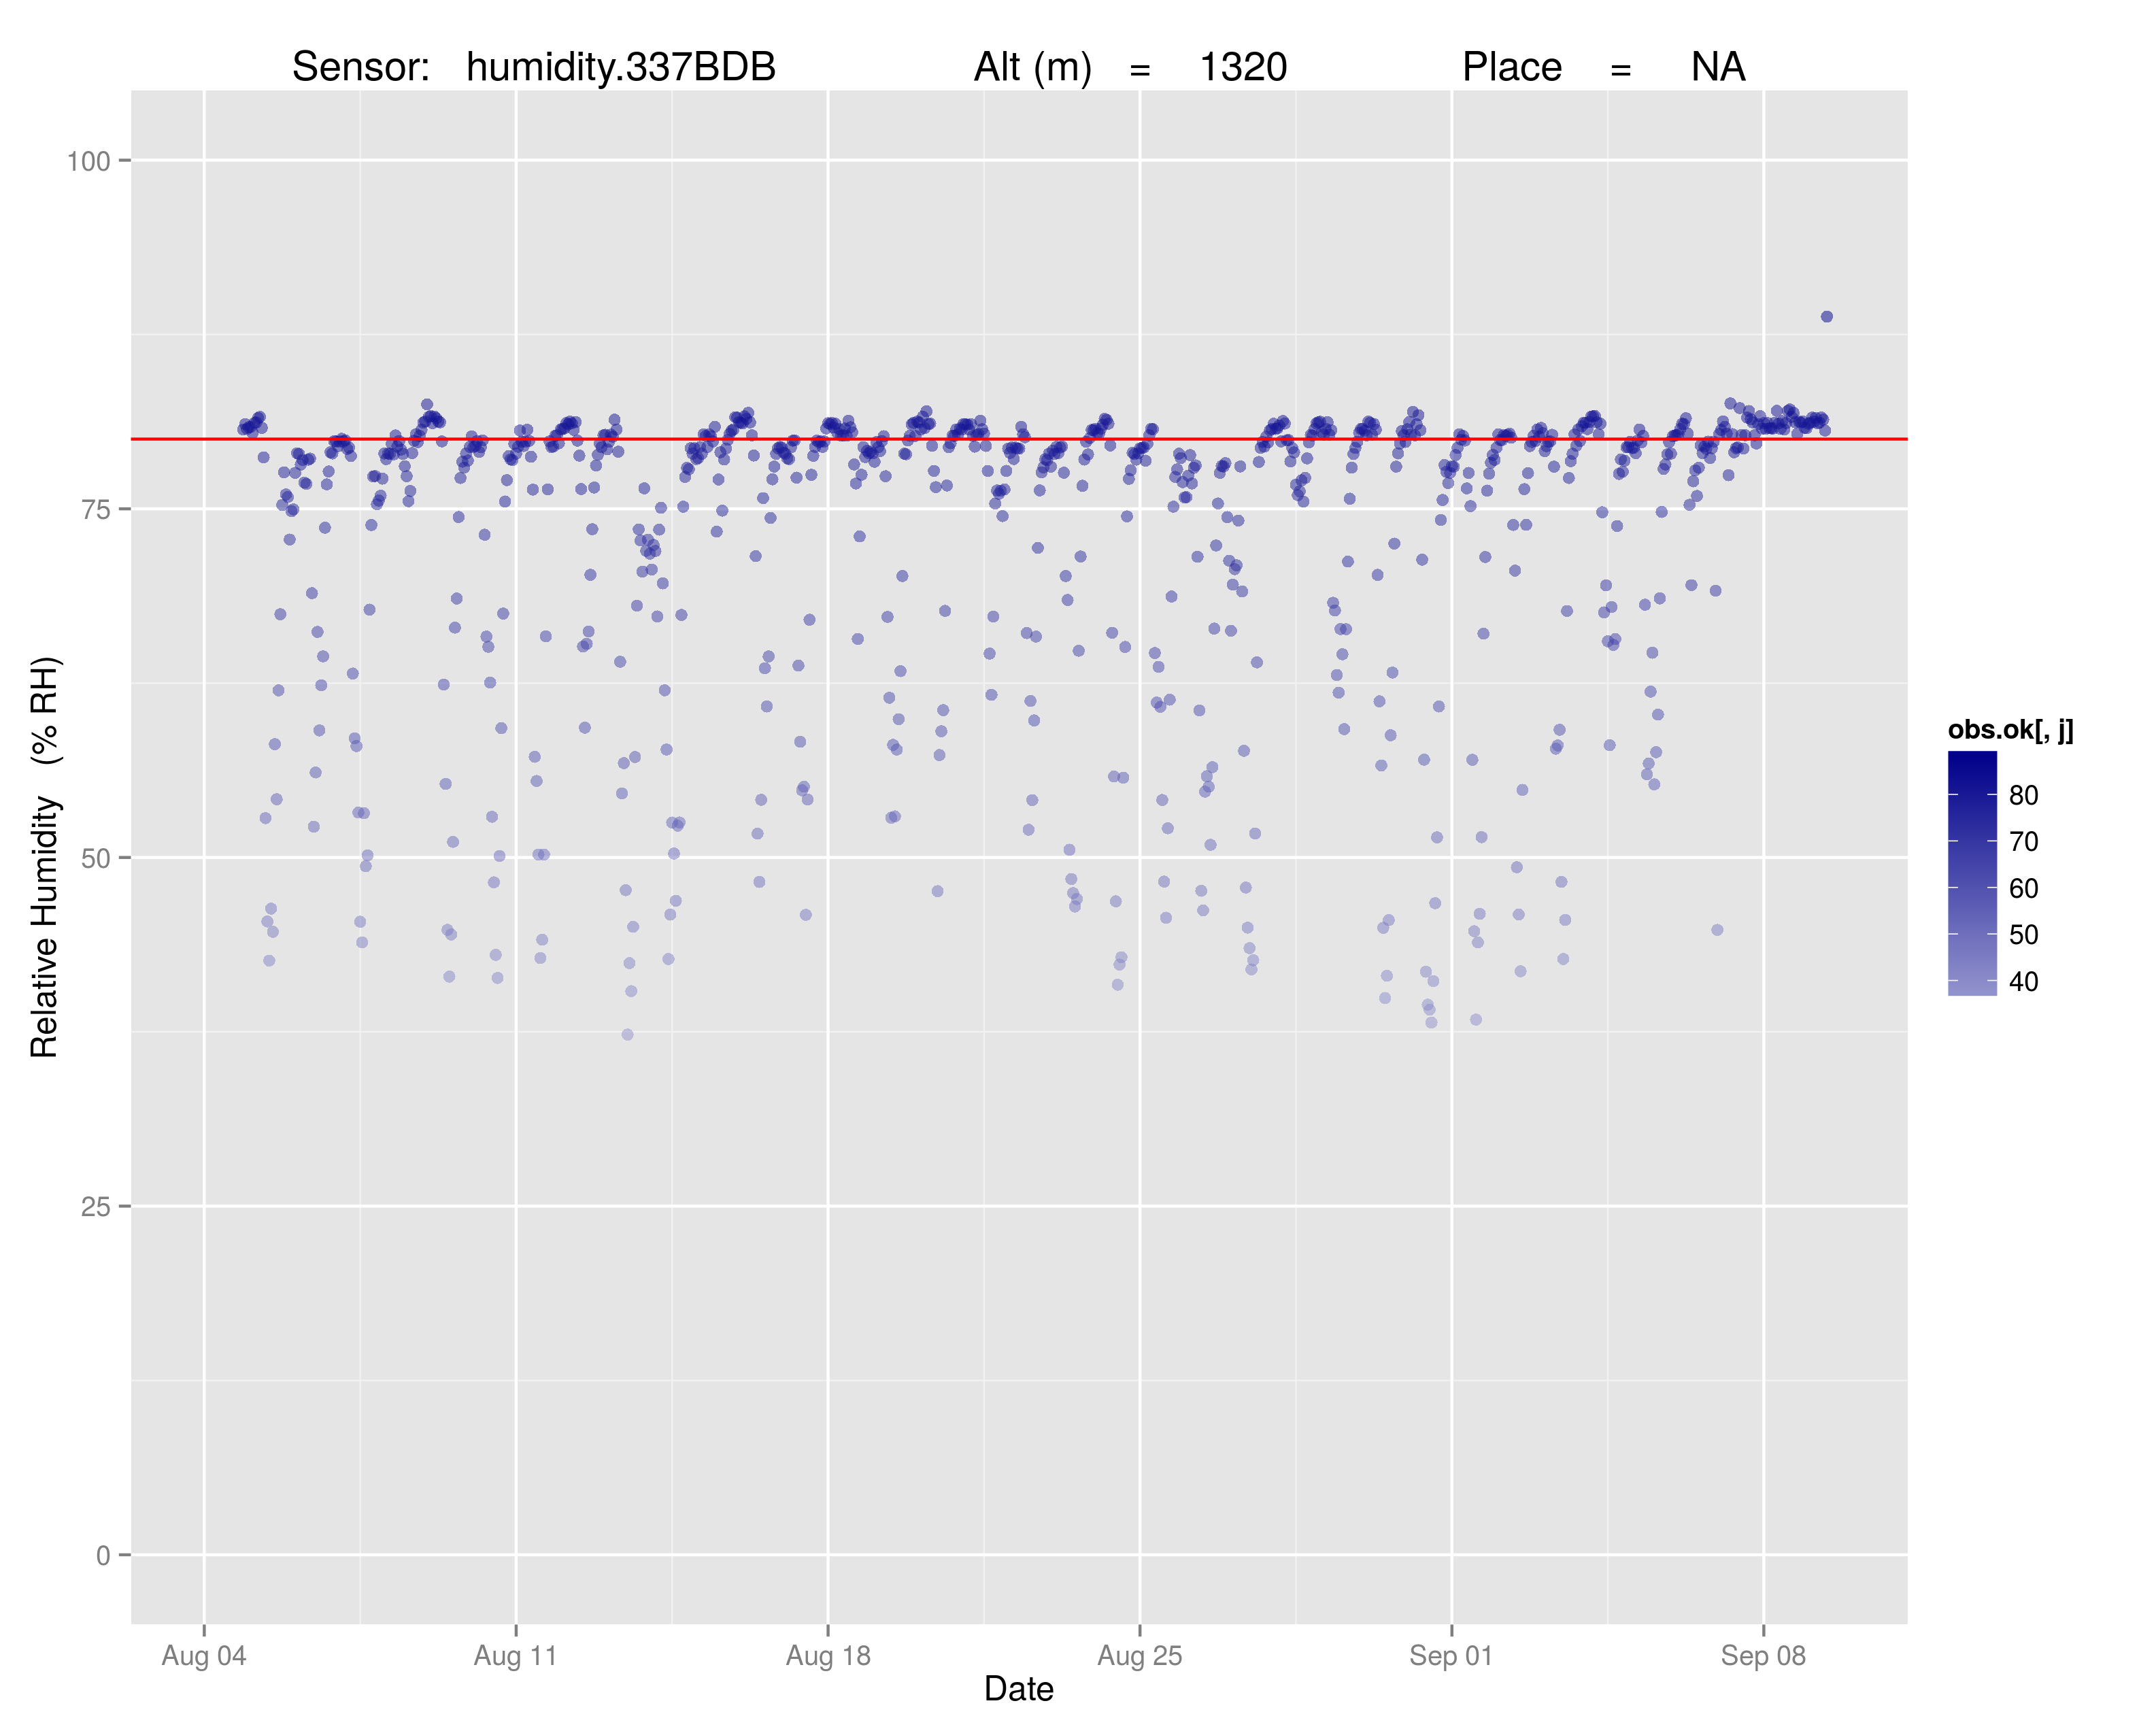 Sensor: humidity.337BDB Alt (m) = 1320 Place = NA
100
75
50
25
0
Relative Humidity (% RH)
Aug 04 Aug 11 Aug 18 Aug 25 Sep 01 Sep 08
Date
obs.ok[, j]
80
70
60
50
40